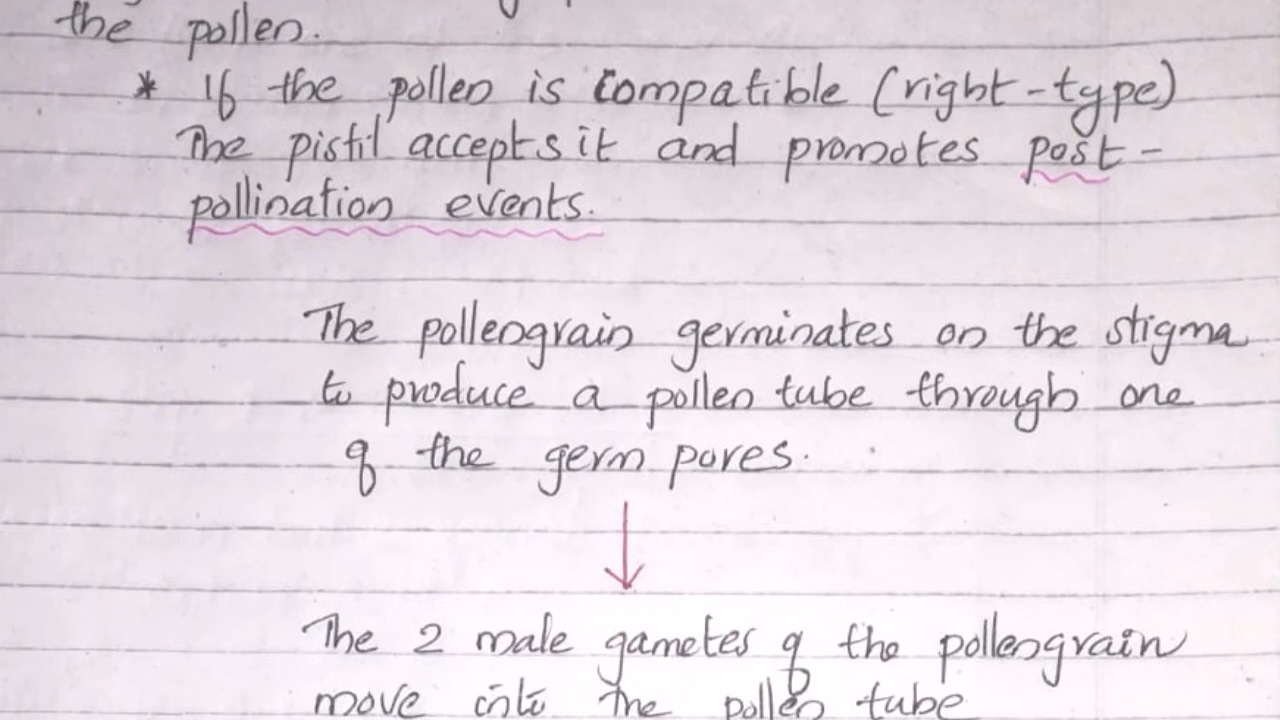 the pollen.
* If the pollen is compatible (right-type)
The pistil accepts it and promotes post-
pollination events.
The pollengrain germinates on the stigma
to produce a pollen tube through one
of the germ pores.
The 2 male gametes of the pollengrain
move into the pollen tube